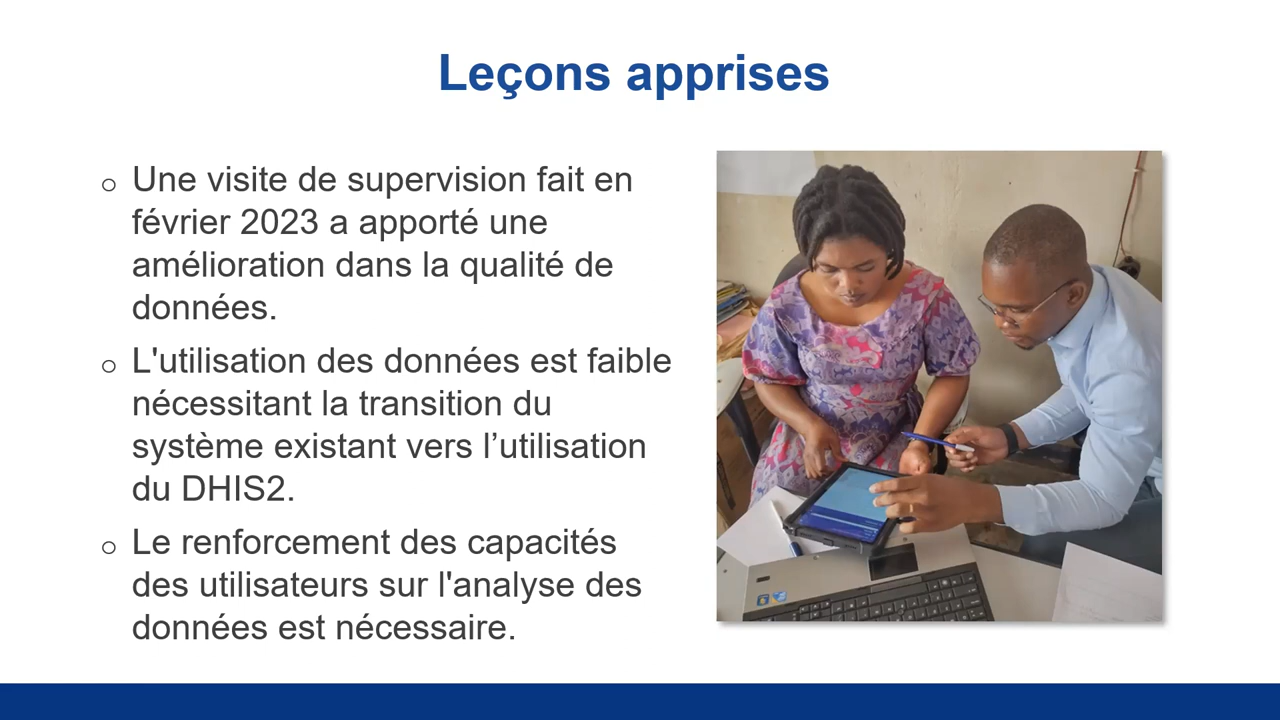 Leçons apprises
Une visite de supervision fait en
février 2023 a apporté une
amélioration dans la qualité de
données.
L'utilisation des données est faible
nécessitant la transition du
système existant vers l’utilisation
du DHIS2.
Le renforcement des capacités
des utilisateurs sur l'analyse des
données est nécessaire.